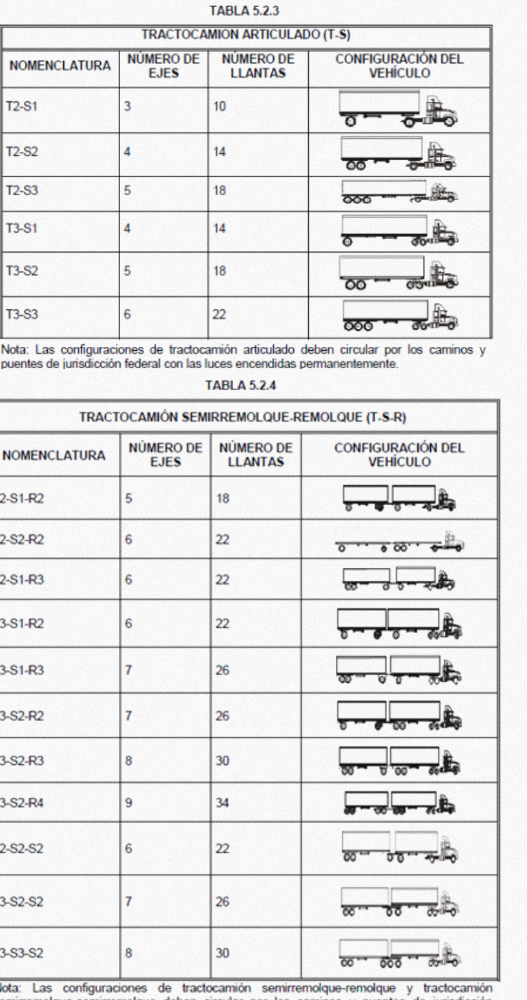 TABLA 5.2.3
TRACTOCAMION ARTICULADO (T-S)
NOMENCLATURA NÚMERO DE EJES NÚMERO DE LLANTAS CONFIGURACIÓN DEL VEHÍCULO
T2-S1 3 10
T2-S2 4 14
T2-S3 5 18
T3-S1 4 14
T3-S2 5 18
T3-S3 6 22
Nota: Las configuraciones de tractocamión articulado deben circular por los caminos y
puentes de jurisdicción federal con las luces encendidas permanentemente.
TABLA 5.2.4
TRACTOCAMIÓN SEMIRREMOLQUE-REMOLQUE (T-S-R)
NOMENCLATURA NÚMERO DE EJES NÚMERO DE LLANTAS CONFIGURACIÓN DEL VEHÍCULO
2-S1-R2 5 18
2-S2-R2 6 22
2-S1-R3 6 22
3-S1-R2 6 22
3-S1-R3 7 26
3-S2-R2 7 26
3-S2-R3 8 30
3-S2-R4 9 34
2-S2-S2 6 22
3-S2-S2 7 26
3-S3-S2 8 30
Nota: Las configuraciones de tractocamión semirremolque-remolque y tractocamión
deben circular por los caminos y puentes de jurisdicción